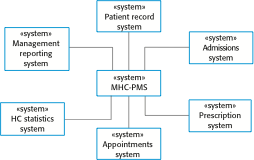 «system»
Patient record
system
«system»
Management
reporting
system
«system»
Admissions
system
«system»
MHC-PMS
«system»
HC statistics
system
«system»
Prescription
system
«system»
Appointments
system